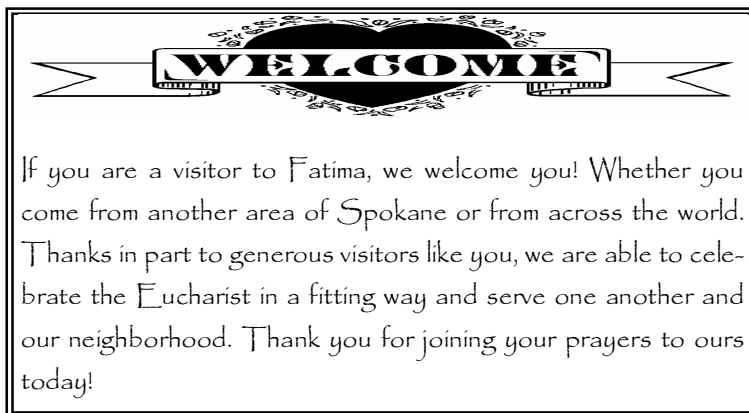 WELCOME
If you are a visitor to Fatima, we welcome you! Whether you
come from another area of Spokane or from across the world.
Thanks in part to generous visitors like you, we are able to cele-
brate the Eucharist in a fitting way and serve one another and
our neighborhood. Thank you for joining your prayers to ours
today!